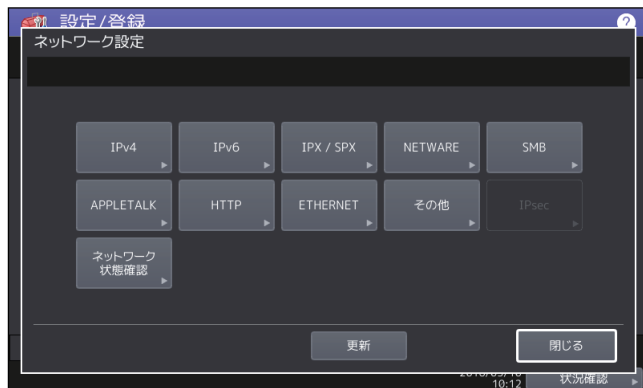 設定/登録
?
ネットワーク設定
IPv4
IPv6
IPX / SPX
NETWARE
SMB
APPLETALK
HTTP
ETHERNET
その他
IPsec
ネットワーク
状態確認
更新
閉じる
10:12
状況確認